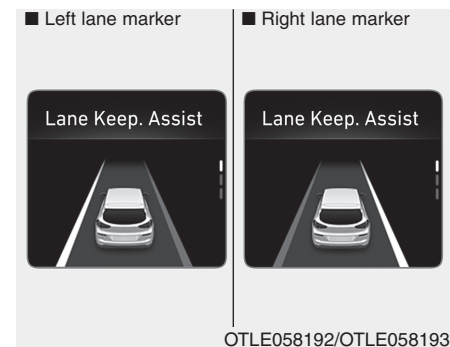 ■ Left lane marker
■ Right lane marker
Lane Keep. Assist
Lane Keep. Assist
OTLE058192/OTLE058193